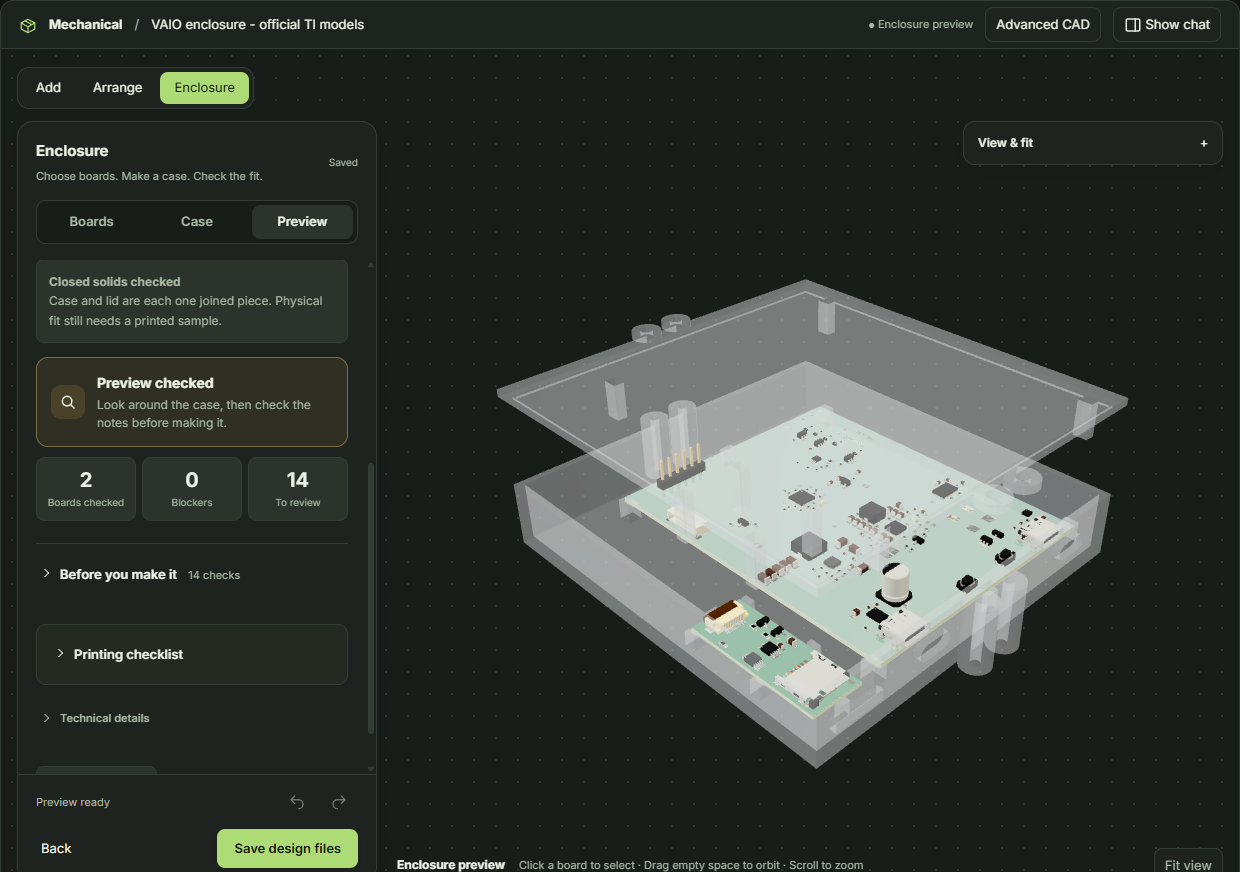 Mechanical / VAIO enclosure - official TI models
Enclosure preview
Advanced CAD
Show chat
Add
Arrange
Enclosure
View & fit +
Enclosure
Saved
Choose boards. Make a case. Check the fit.
Boards
Case
Preview
Closed solids checked
Case and lid are each one joined piece. Physical
fit still needs a printed sample.
Preview checked
Look around the case, then check the
notes before making it.
2
Boards checked
0
Blockers
14
To review
Before you make it 14 checks
Printing checklist
Technical details
Preview ready
Back
Save design files
Enclosure preview Click a board to select · Drag empty space to orbit · Scroll to zoom
Fit view